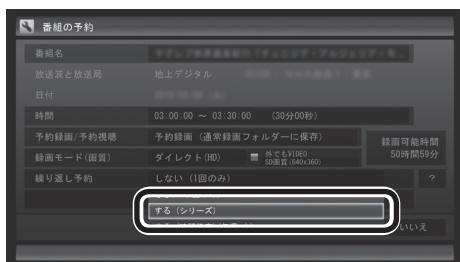 番組の予約
番組名
放送波と放送局 地上デジタル
日付
時間 03:00:00 ～ 03:30:00 (30分00秒)
予約録画/予約視聴 予約録画 (通常録画フォルダーに保存)
録画可能時間
50時間59分
録画モード(画質) ダイレクト(HD) 外でもVIDEO
SD画質(640x360)
繰り返し予約 しない (1回のみ) ?
する (シリーズ)
いいえ